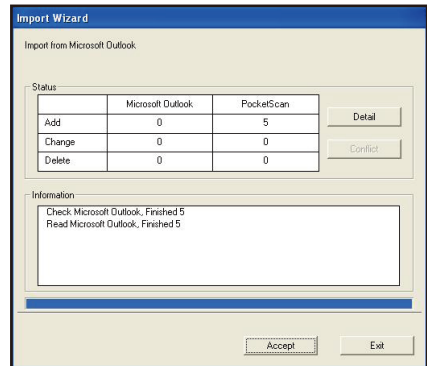 Import Wizard
Import from Microsoft Outlook
Status
Microsoft Outlook PocketScan
Add 0 5
Change 0 0
Delete 0 0
Detail
Conflict
Information
Check Microsoft Outlook, Finished 5
Read Microsoft Outlook, Finished 5
Accept Exit